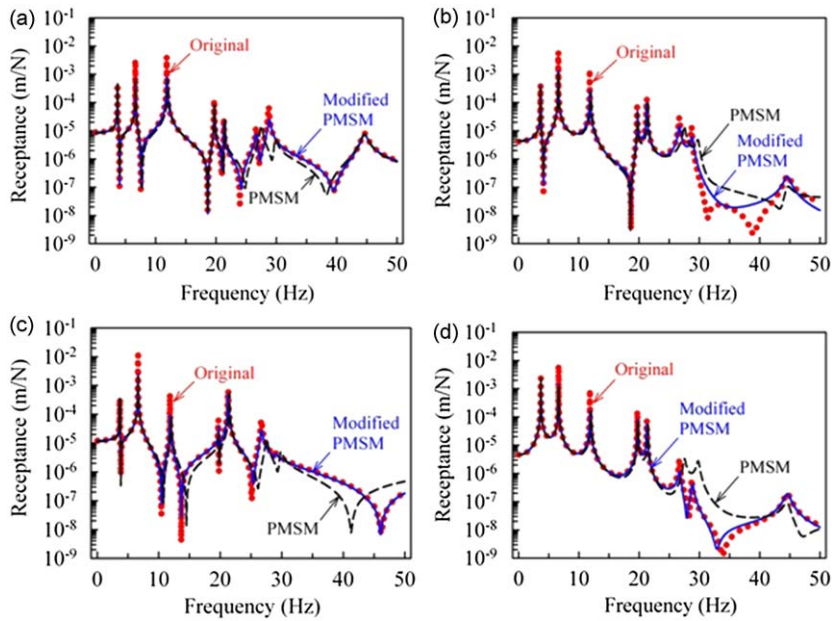 (a)
10-1
10-2
10-3
10-4
10-5
10-6
10-7
10-8
10-9
Receptance (m/N)
Original
Modified
PMSM
PMSM
0 10 20 30 40 50
Frequency (Hz)
(b)
10-1
10-2
10-3
10-4
10-5
10-6
10-7
10-8
10-9
Receptance (m/N)
Original
PMSM
Modified
PMSM
0 10 20 30 40 50
Frequency (Hz)
(c)
10-1
10-2
10-3
10-4
10-5
10-6
10-7
10-8
10-9
Receptance (m/N)
Original
Modified
PMSM
PMSM
0 10 20 30 40 50
Frequency (Hz)
(d)
10-1
10-2
10-3
10-4
10-5
10-6
10-7
10-8
10-9
Receptance (m/N)
Original
Modified
PMSM
PMSM
0 10 20 30 40 50
Frequency (Hz)